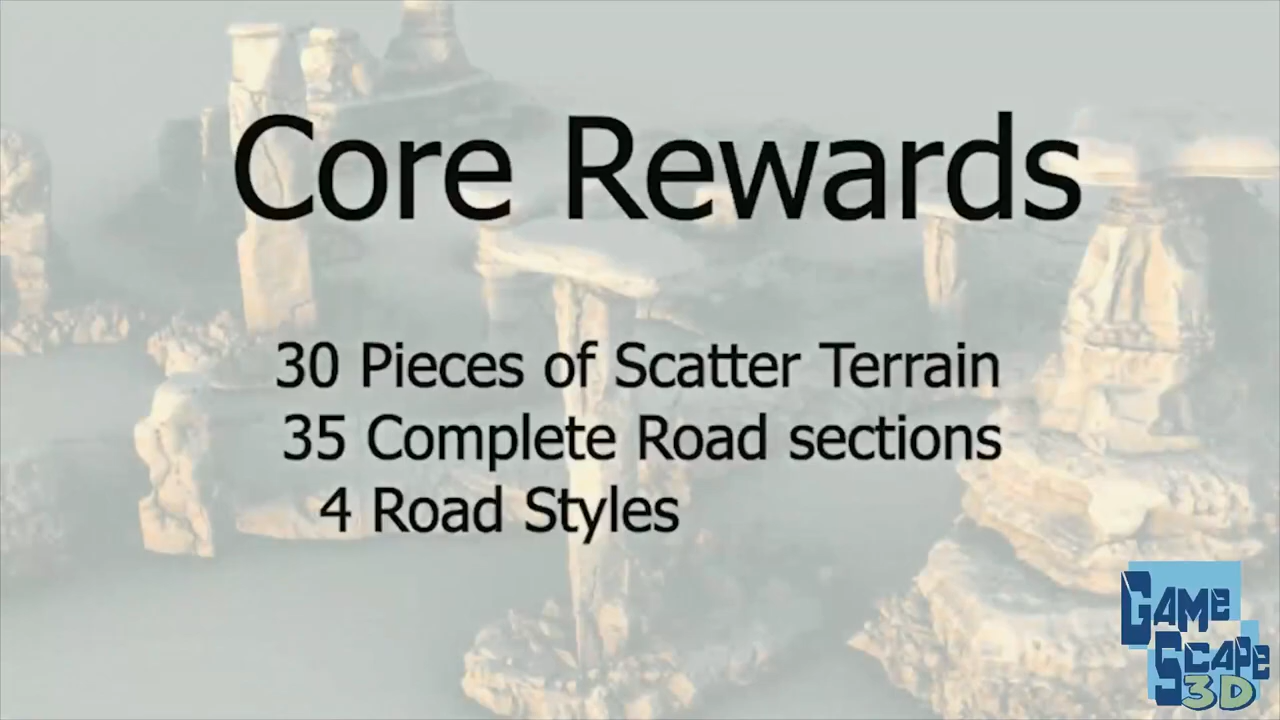 Core Rewards
30 Pieces of Scatter Terrain
35 Complete Road sections
4 Road Styles
GAME
SCAPE
3D